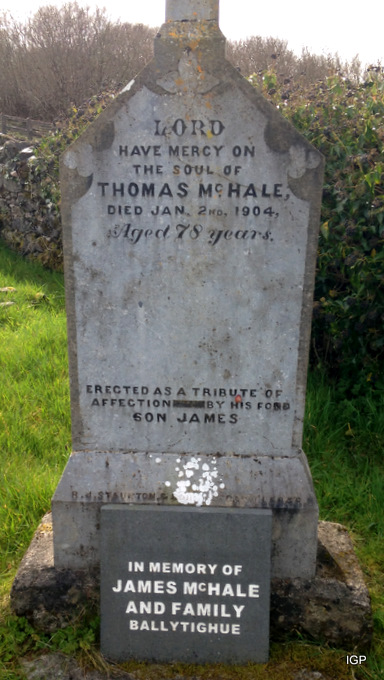 LORD
HAVE MERCY ON
THE SOUL OF
THOMAS McHALE,
DIED JAN. 2ND. 1904,
Aged 78 years.
ERECTED AS A TRIBUTE OF
AFFECTION BY HIS FOND
SON JAMES
IN MEMORY OF
JAMES McHALE
AND FAMILY
BALLYTIGHUE
IGP